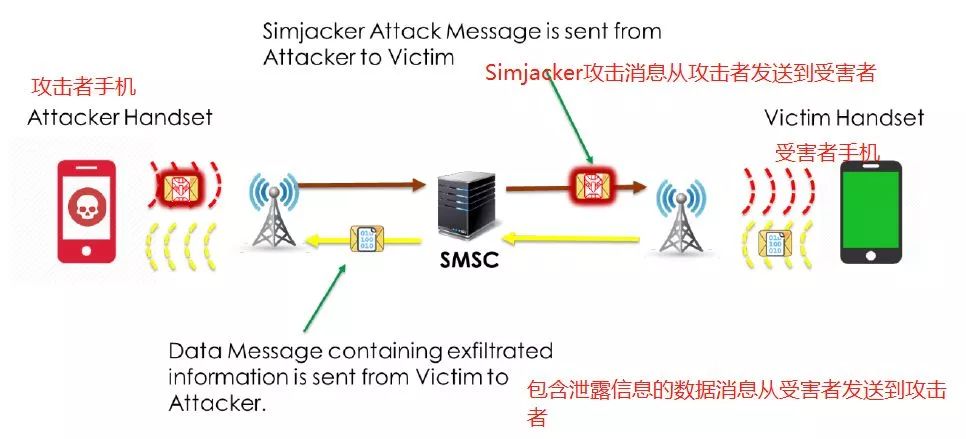 Simjacker Attack Message is sent from
Attacker to Victim
Simjacker攻击消息从攻击者发送到受害者
攻击者手机
Attacker Handset
Victim Handset
受害者手机
SMSC
Data Message containing exfiltrated
information is sent from Victim to
Attacker.
包含泄露信息的数据消息从受害者发送到攻击
者